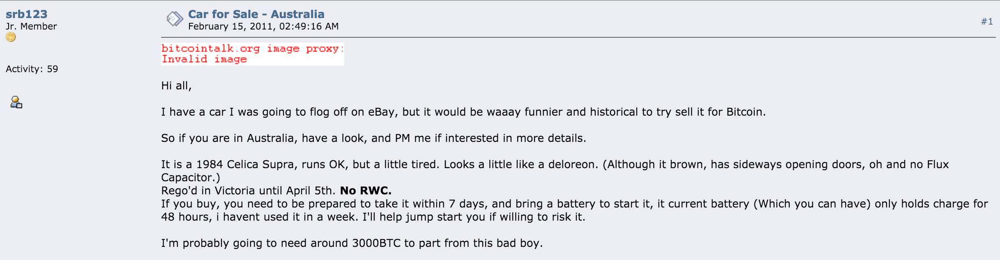 srb123
Jr. Member
Activity: 59
Car for Sale - Australia
February 15, 2011, 02:49:16 AM
#1
bitcointalk.org image proxy:
Invalid image
Hi all,
I have a car I was going to flog off on eBay, but it would be waaay funnier and historical to try sell it for Bitcoin.
So if you are in Australia, have a look, and PM me if interested in more details.
It is a 1984 Celica Supra, runs OK, but a little tired. Looks a little like a deloreon. (Although it brown, has sideways opening doors, oh and no Flux
Capacitor.)
Rego'd in Victoria until April 5th. No RWC.
If you buy, you need to be prepared to take it within 7 days, and bring a battery to start it, it current battery (Which you can have) only holds charge for
48 hours, i havent used it in a week. I'll help jump start you if willing to risk it.
I'm probably going to need around 3000BTC to part from this bad boy.